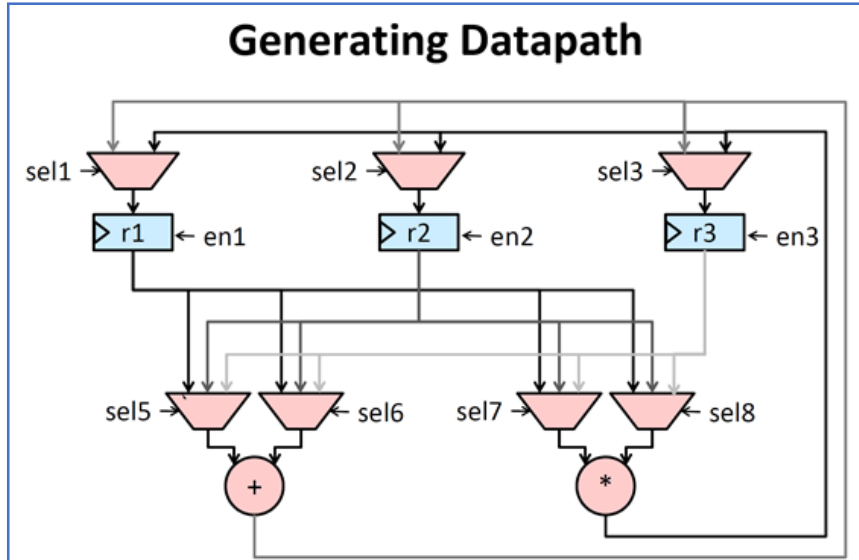 Generating Datapath
sel1
sel2
sel3
r1
en1
r2
en2
r3
en3
sel5
sel6
sel7
sel8
+
*